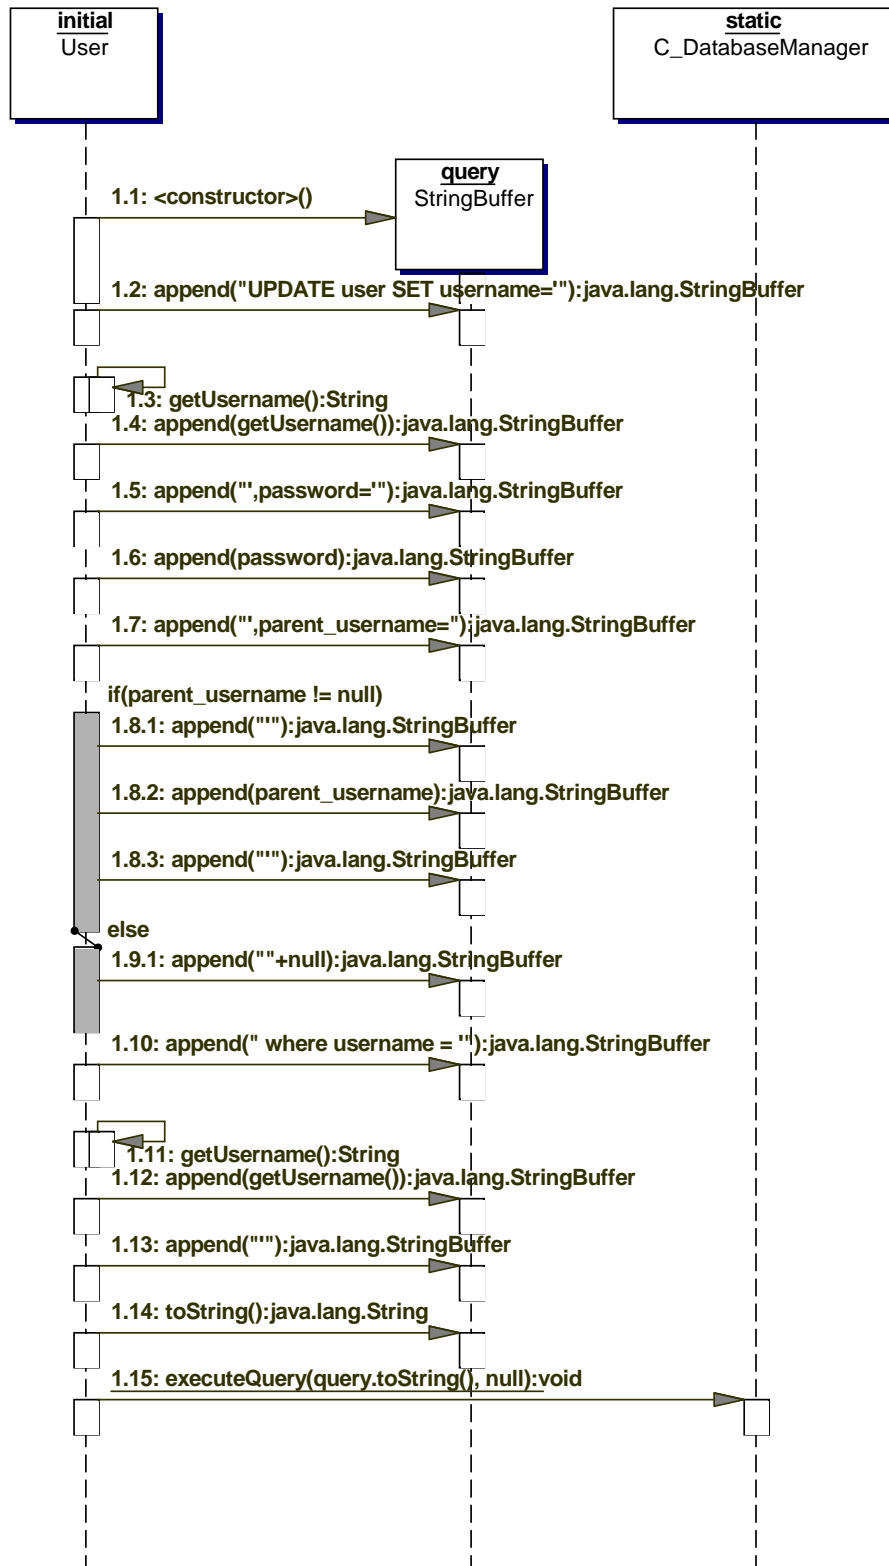 initial
User
static
C_DatabaseManager
query
StringBuffer
1.1: <constructor>()
1.2: append("UPDATE user SET username='"):java.lang.StringBuffer
1.3: getUsername():String
1.4: append(getUsername()):java.lang.StringBuffer
1.5: append("',password='"):java.lang.StringBuffer
1.6: append(password):java.lang.StringBuffer
1.7: append("',parent_username="):java.lang.StringBuffer
if(parent_username != null)
1.8.1: append("'"):java.lang.StringBuffer
1.8.2: append(parent_username):java.lang.StringBuffer
1.8.3: append("'"):java.lang.StringBuffer
else
1.9.1: append(""+null):java.lang.StringBuffer
1.10: append(" where username = '"):java.lang.StringBuffer
1.11: getUsername():String
1.12: append(getUsername()):java.lang.StringBuffer
1.13: append("'"):java.lang.StringBuffer
1.14: toString():java.lang.String
1.15: executeQuery(query.toString(), null):void